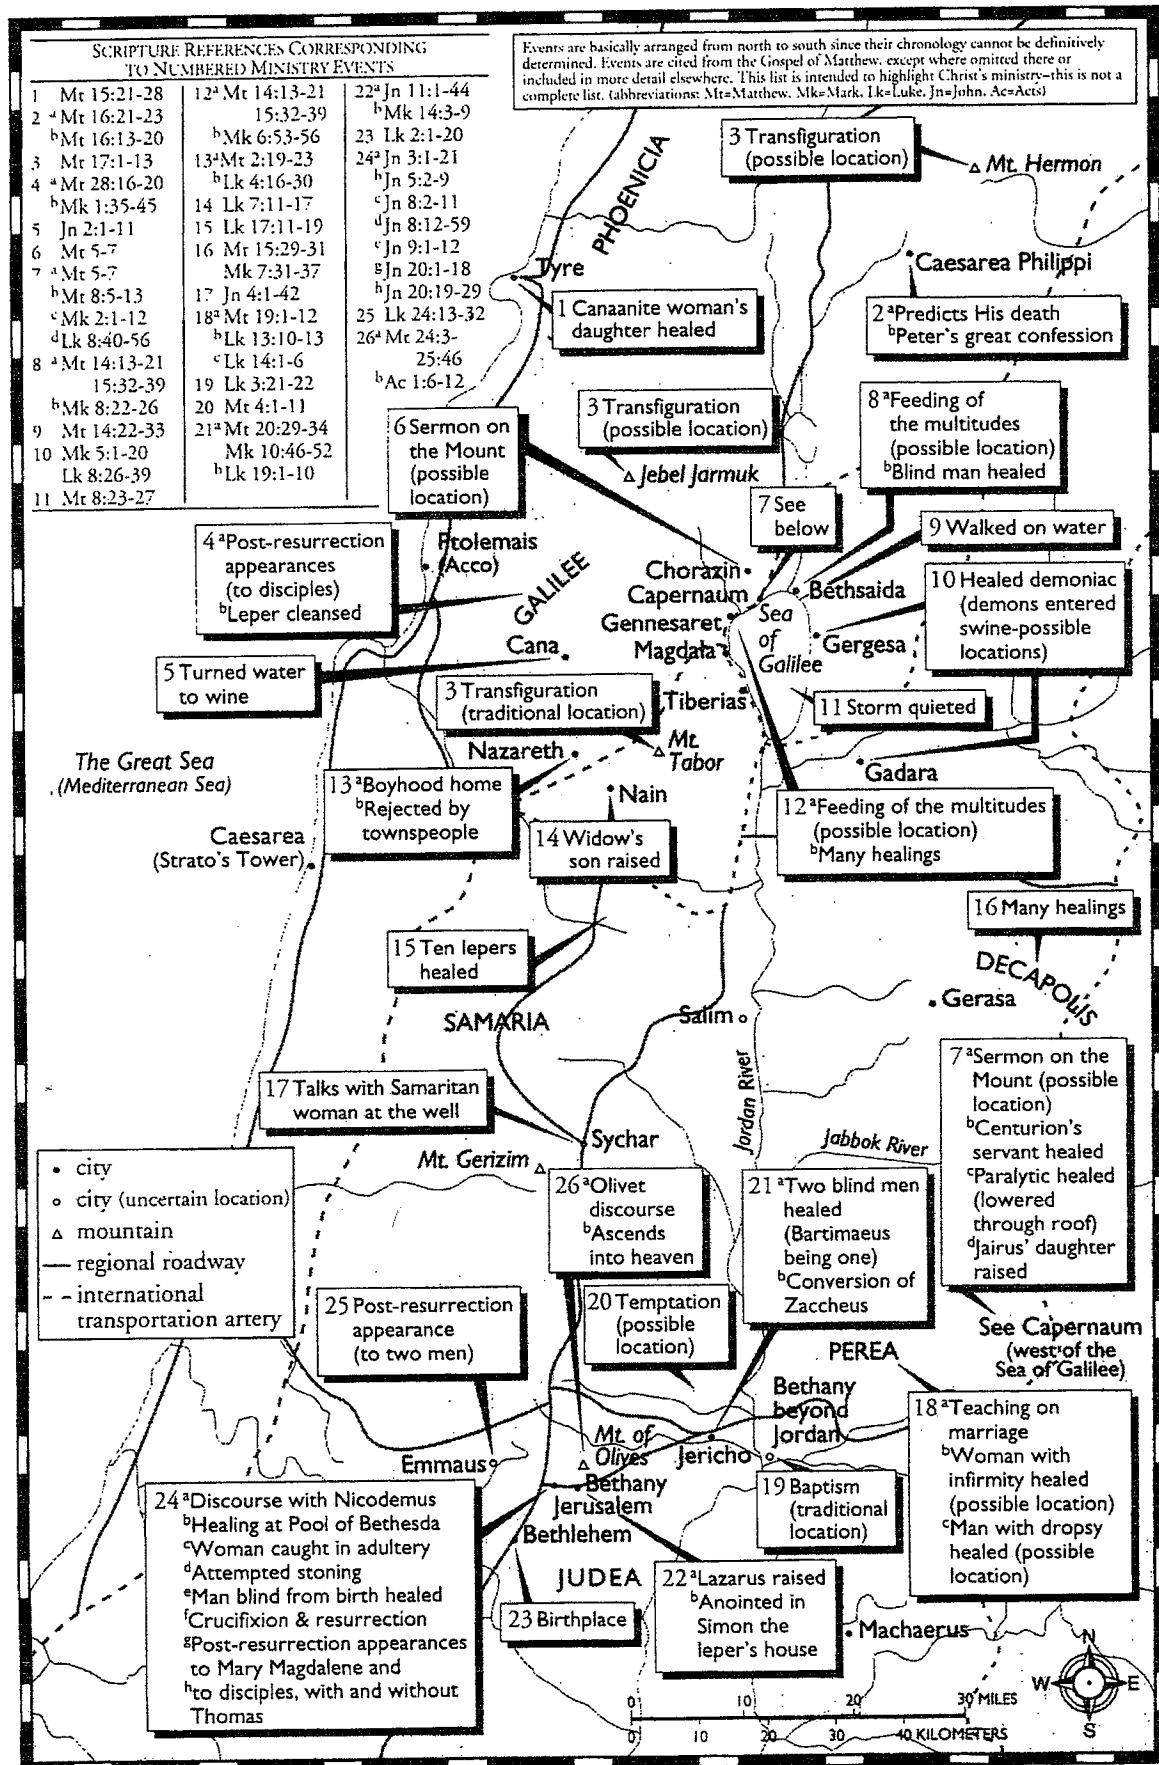 SCRIPTURE REFERENCES CORRESPONDING
TO NUMBERED MINISTRY EVENTS
1 Mt 15:21-28
2 a Mt 16:21-23
b Mt 16:13-20
3 Mt 17:1-13
4 a Mt 28:16-20
b Mk 1:35-45
5 Jn 2:1-11
6 Mt 5-7
7 a Mt 5-7
b Mt 8:5-13
c Mk 2:1-12
d Lk 8:40-56
8 a Mt 14:13-21
15:32-39
b Mk 8:22-26
9 Mt 14:22-33
10 Mk 5:1-20
Lk 8:26-39
11 Mt 8:23-27
12a Mt 14:13-21
15:32-39
b Mk 6:53-56
13a Mt 2:19-23
b Lk 4:16-30
14 Lk 7:11-17
15 Lk 17:11-19
16 Mt 15:29-31
Mk 7:31-37
17 Jn 4:1-42
18a Mt 19:1-12
b Lk 13:10-13
c Lk 14:1-6
19 Lk 3:21-22
20 Mt 4:1-11
21a Mt 20:29-34
Mk 10:46-52
b Lk 19:1-10
22a Jn 11:1-44
b Mk 14:3-9
23 Lk 2:1-20
24a Jn 3:1-21
b Jn 5:2-9
c Jn 8:2-11
d Jn 8:12-59
e Jn 9:1-12
g Jn 20:1-18
h Jn 20:19-29
25 Lk 24:13-32
26a Mt 24:3-
25:46
b Ac 1:6-12
Events are basically arranged from north to south since their chronology cannot be definitively
determined. Events are cited from the Gospel of Matthew, except where omitted there or
included in more detail elsewhere. This list is intended to highlight Christ's ministry–this is not a
complete list. (abbreviations: Mt=Matthew, Mk=Mark, Lk=Luke, Jn=John, Ac=Acts)
3 Transfiguration
(possible location)
Mt. Hermon
PHOENICIA
Tyre
Caesarea Philippi
1 Canaanite woman's
daughter healed
2 a Predicts His death
b Peter's great confession
3 Transfiguration
(possible location)
Jebel Jarmuk
8 a Feeding of
the multitudes
(possible location)
b Blind man healed
6 Sermon on
the Mount
(possible
location)
7 See
below
9 Walked on water
4 a Post-resurrection
appearances
(to disciples)
b Leper cleansed
Ptolemais
(Acco)
GALILEE
Chorazin
Capernaum
Bethsaida
Gennesaret
Magdala
Sea
of
Galilee
Gergesa
10 Healed demoniac
(demons entered
swine-possible
locations)
Cana
5 Turned water
to wine
3 Transfiguration
(traditional location)
Tiberias
11 Storm quieted
The Great Sea
(Mediterranean Sea)
Nazareth
Mt.
Tabor
Gadara
13 a Boyhood home
b Rejected by
townspeople
Nain
12 a Feeding of the multitudes
(possible location)
b Many healings
14 Widow's
son raised
Caesarea
(Strato's Tower)
16 Many healings
15 Ten lepers
healed
DECAPOLIS
Gerasa
SAMARIA
Salim
7 a Sermon on the
Mount (possible
location)
b Centurion's
servant healed
c Paralytic healed
(lowered
through roof)
d Jairus' daughter
raised
17 Talks with Samaritan
woman at the well
Jordan River
Jabbok River
Sychar
Mt. Gerizim
city
city (uncertain location)
mountain
regional roadway
international
transportation artery
26 a Olivet
discourse
b Ascends
into heaven
21 a Two blind men
healed
(Bartimaeus
being one)
b Conversion of
Zaccheus
25 Post-resurrection
appearance
(to two men)
20 Temptation
(possible
location)
See Capernaum
(west of the
Sea of Galilee)
PEREA
Bethany
beyond
Jordan
18 a Teaching on
marriage
b Woman with
infirmity healed
(possible location)
c Man with dropsy
healed (possible
location)
Mt. of
Olives
Jericho
Emmaus
Bethany
Jerusalem
Bethlehem
19 Baptism
(traditional
location)
24 a Discourse with Nicodemus
b Healing at Pool of Bethesda
c Woman caught in adultery
d Attempted stoning
e Man blind from birth healed
f Crucifixion & resurrection
g Post-resurrection appearances
to Mary Magdalene and
h to disciples, with and without
Thomas
JUDEA
23 Birthplace
22 a Lazarus raised
b Anointed in
Simon the
leper's house
Machaerus
N
W E
S
0 10 20 30 MILES
0 10 20 30 40 KILOMETERS